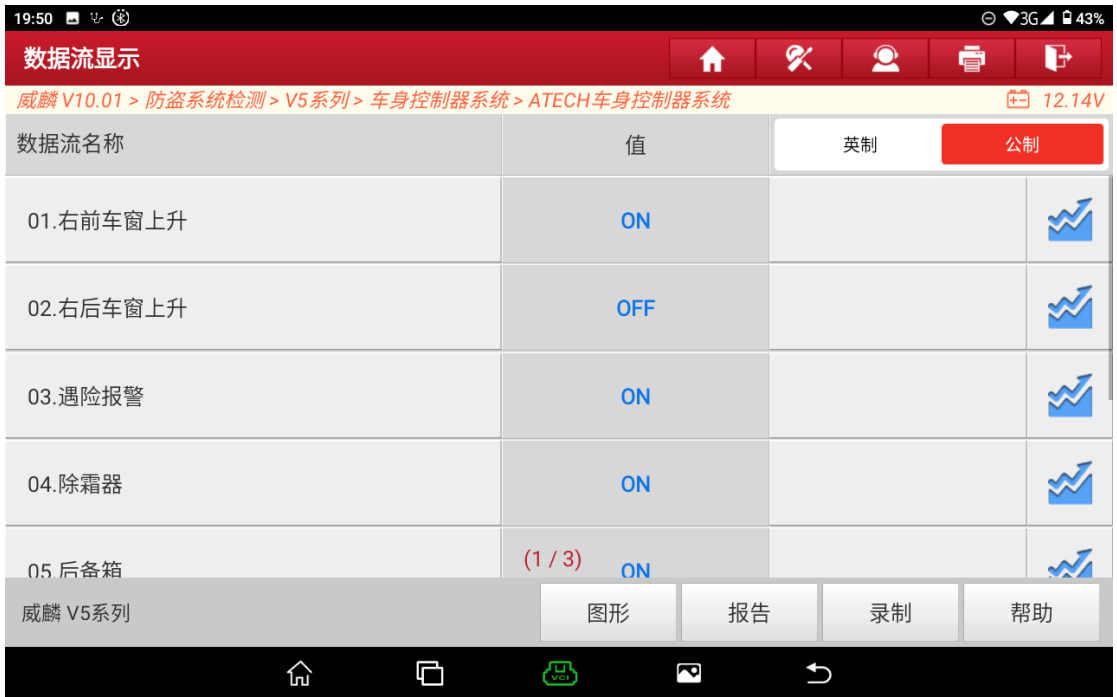 19:50 3G 43%
数据流显示
威麟 V10.01 > 防盗系统检测 > V5系列 > 车身控制器系统 > ATECH车身控制器系统 12.14V
数据流名称 值 英制 公制
01.右前车窗上升 ON
02.右后车窗上升 OFF
03.遇险报警 ON
04.除霜器 ON
05.后备箱 (1 / 3) ON
威麟 V5系列 图形 报告 录制 帮助
VCI